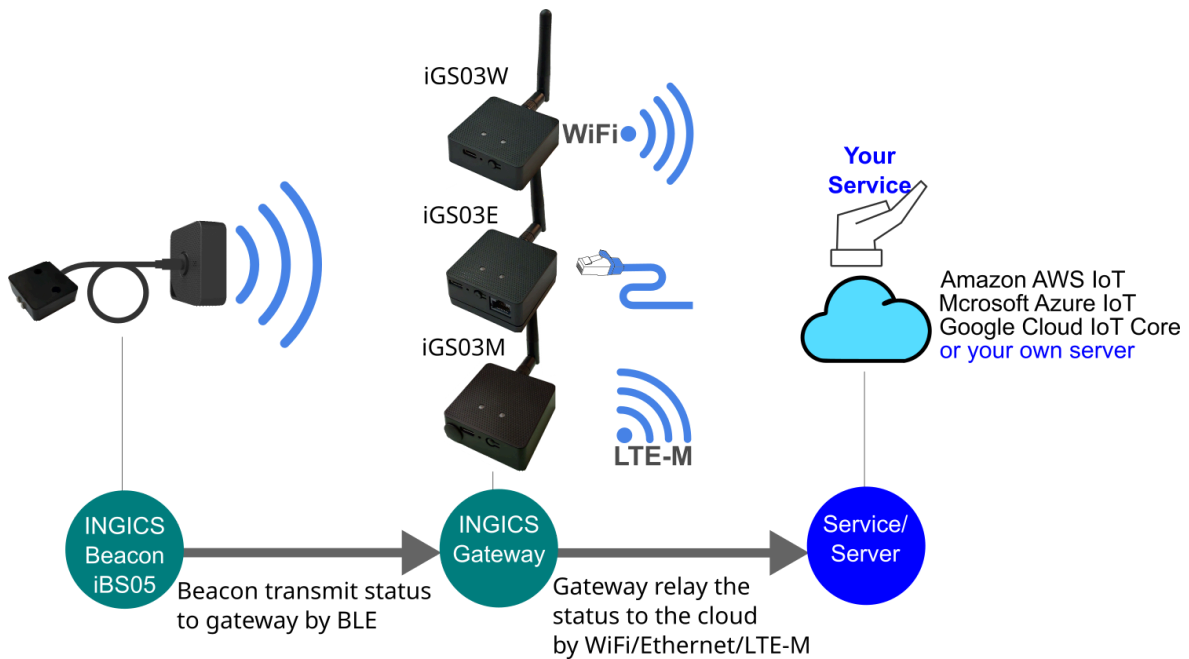 iGS03W
WiFi
iGS03E
iGS03M
LTE-M
Your
Service
Amazon AWS IoT
Mcrosoft Azure IoT
Google Cloud IoT Core
or your own server
INGICS
Beacon
iBS05
Beacon transmit status
to gateway by BLE
INGICS
Gateway
Gateway relay the
status to the cloud
by WiFi/Ethernet/LTE-M
Service/
Server